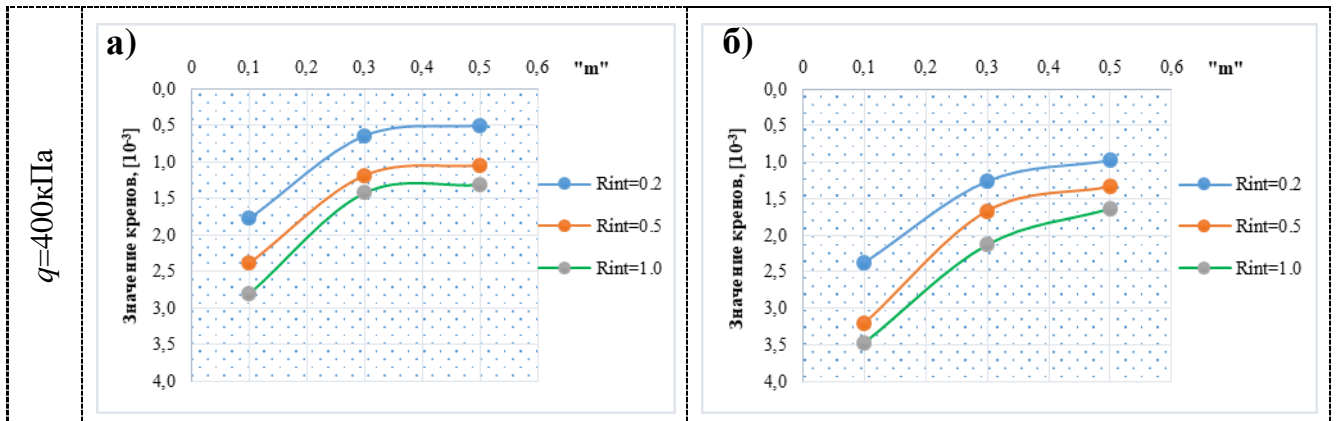 q=400кПа
а)
0 0,1 0,2 0,3 0,4 0,5 0,6 "m"
Значение кренов, [10⁻³]
0,0
0,5
1,0
1,5
2,0
2,5
3,0
3,5
4,0
Rint=0.2
Rint=0.5
Rint=1.0
б)
0 0,1 0,2 0,3 0,4 0,5 0,6 "m"
Значение кренов, [10⁻³]
0,0
0,5
1,0
1,5
2,0
2,5
3,0
3,5
4,0
Rint=0.2
Rint=0.5
Rint=1.0